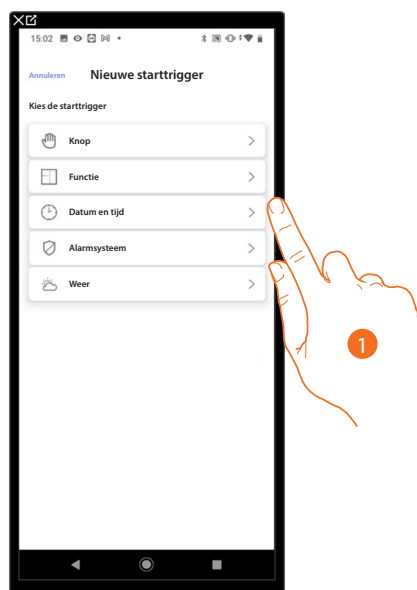 15:02
Annuleren Nieuwe starttrigger
Kies de starttrigger
Knop
Functie
Datum en tijd
Alarmsysteem
Weer
1